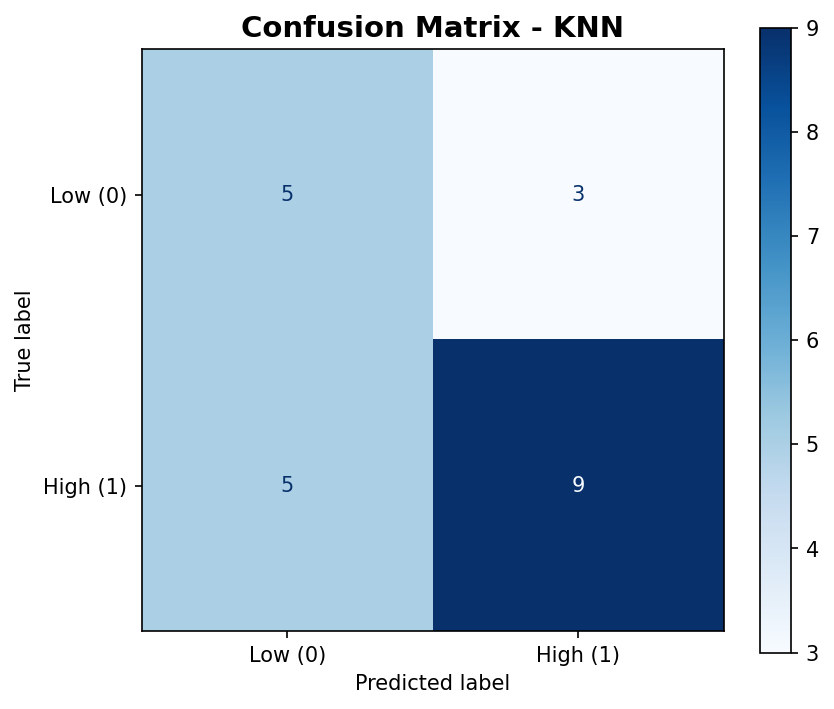 Confusion Matrix - KNN
True label
Low (0)
High (1)
5
3
5
9
Low (0)
High (1)
Predicted label
9
8
7
6
5
4
3